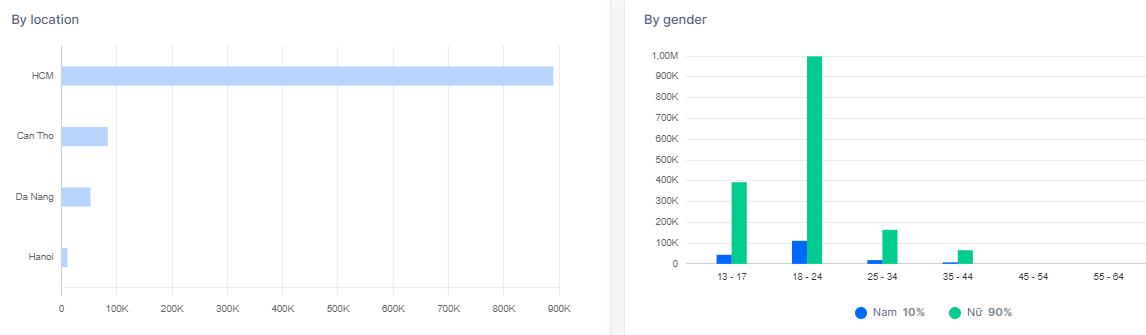 By location
HCM
Can Tho
Da Nang
Hanoi
0 100K 200K 300K 400K 500K 600K 700K 800K 900K
By gender
1,00M
900K
800K
700K
600K
500K
400K
300K
200K
100K
0
13 - 17 18 - 24 25 - 34 35 - 44 45 - 54 55 - 64
Nam 10% Nữ 90%